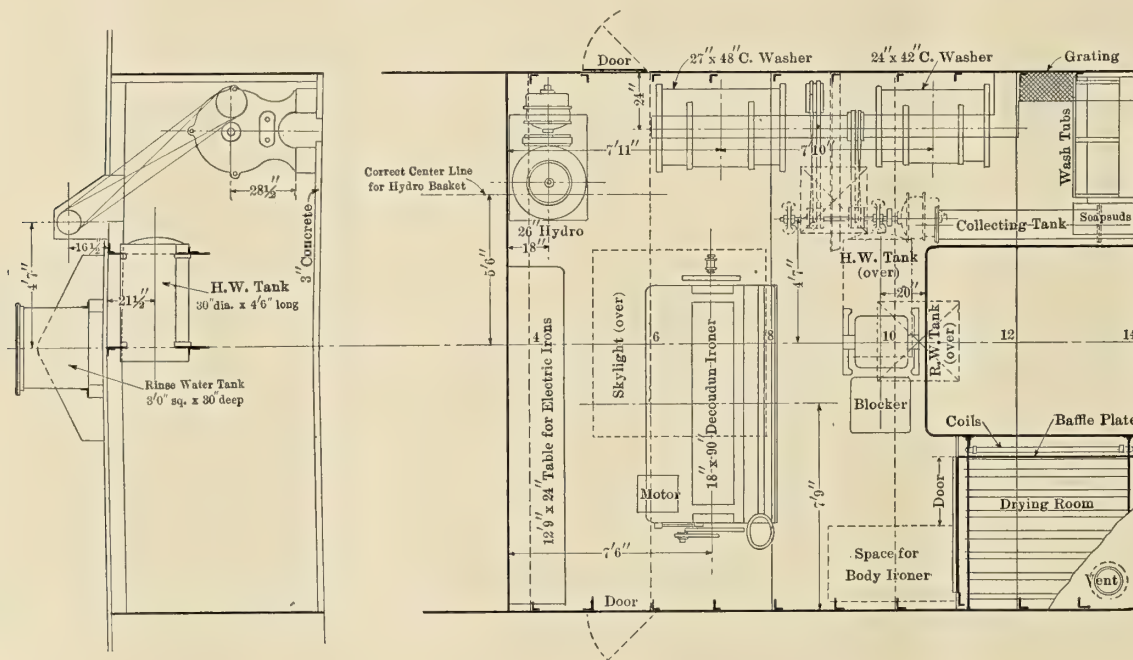 Door
27" x 48" C. Washer
24" x 42" C. Washer
Grating
24"
7'11"
7'10"
Wash Tubs
Correct Center Line
for Hydro Basket
28½"
3" Concrete
16¼"
4'7"
21½"
H.W. Tank
30" dia. x 4'6" long
Rinse Water Tank
3'0" sq. x 30" deep
26" Hydro
18"
5'6"
Soapsuds
Collecting Tank
H.W. Tank
(over)
20"
4'7"
Skylight (over)
4
6
8
10
12
14
R.W. Tank
(over)
12'9" x 24" Table for Electric Irons
18" x 90" Decoudun Ironer
Blocker
Coils
Baffle Plate
Motor
7'9"
Door
Drying Room
7'6"
Space for
Body Ironer
Vent
Door